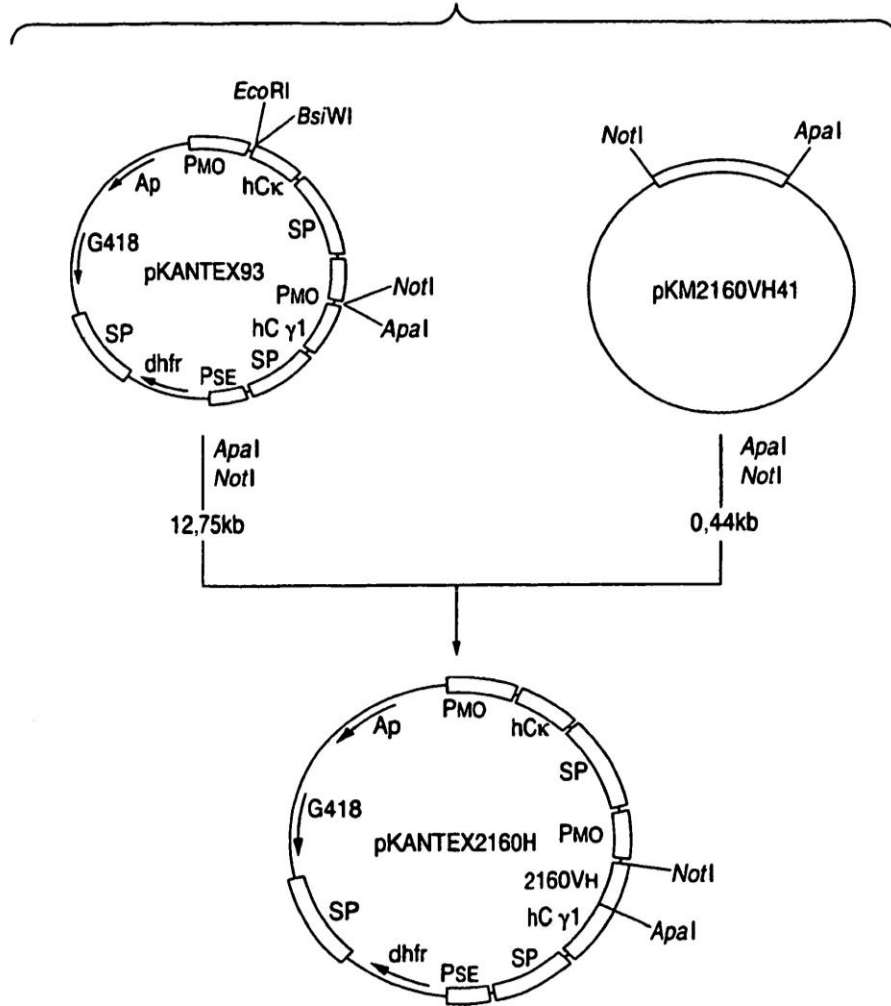 EcoRI
BsiWI
PMO
hCκ
Ap
SP
G418
pKANTEX93
PMO
NotI
hC γ1
ApaI
SP
SP
dhfr
PSE
NotI
ApaI
pKM2160VH41
ApaI
NotI
12,75kb
ApaI
NotI
0,44kb
PMO
hCκ
Ap
SP
G418
pKANTEX2160H
PMO
2160VH
NotI
hC γ1
ApaI
SP
SP
dhfr
PSE